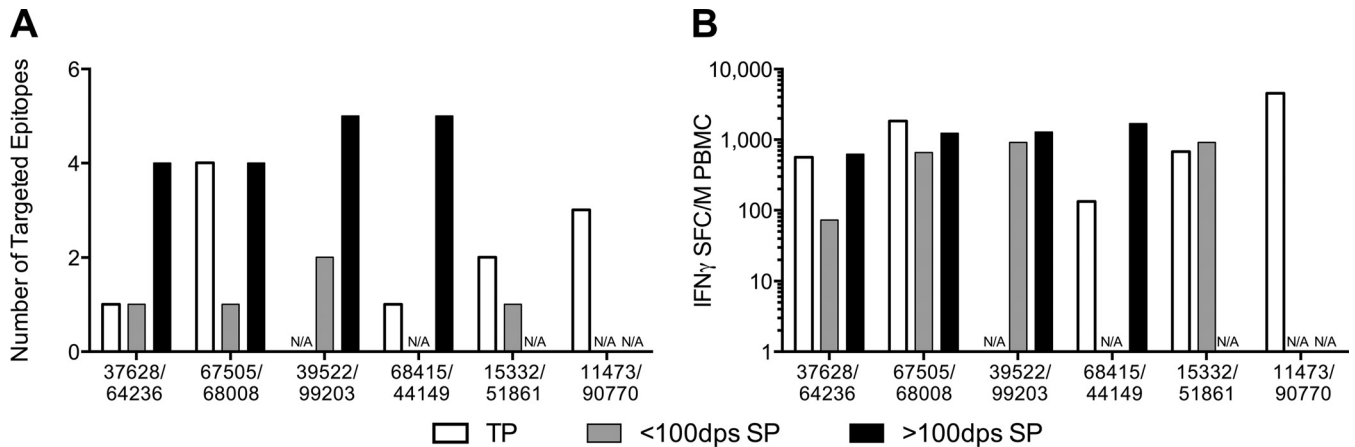 A
B
Number of Targeted Epitopes
6
4
2
0
N/A
N/A
N/A
N/A N/A
37628/
64236
67505/
68008
39522/
99203
68415/
44149
15332/
51861
11473/
90770
IFNγ SFC/M PBMC
10,000
1,000
100
10
1
N/A
N/A
N/A
N/A N/A
37628/
64236
67505/
68008
39522/
99203
68415/
44149
15332/
51861
11473/
90770
TP <100dps SP >100dps SP